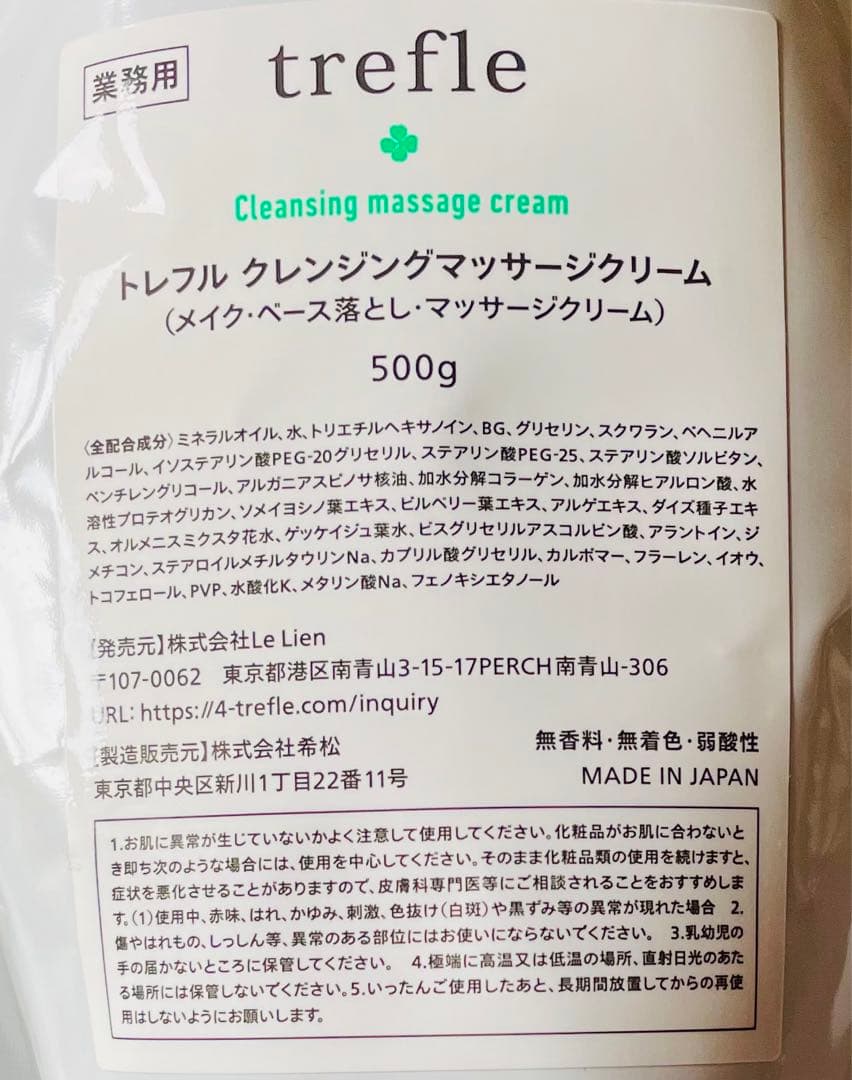 業務用
trefle
Cleansing massage cream
トレフル クレンジングマッサージクリーム
(メイク・ベース落とし・マッサージクリーム)
500g
〈全配合成分〉ミネラルオイル、水、トリエチルヘキサノイン、BG、グリセリン、スクワラン、ベヘニルア
ルコール、イソステアリン酸PEG-20グリセリル、ステアリン酸PEG-25、ステアリン酸ソルビタン、
ペンチレングリコール、アルガニアスピノサ核油、加水分解コラーゲン、加水分解ヒアルロン酸、水
溶性プロテオグリカン、ソメイヨシノ葉エキス、ビルベリー葉エキス、アルゲエキス、ダイズ種子エキ
ス、オルメニスミクスタ花水、ゲッケイジュ葉水、ビスグリセリルアスコルビン酸、アラントイン、ジ
メチコン、ステアロイルメチルタウリンNa、カプリル酸グリセリル、カルボマー、フラーレン、イオウ、
トコフェロール、PVP、水酸化K、メタリン酸Na、フェノキシエタノール
【発売元】株式会社Le Lien
〒107-0062 東京都港区南青山3-15-17PERCH南青山-306
URL: https://4-trefle.com/inquiry
【製造販売元】株式会社希松
東京都中央区新川1丁目22番11号
無香料・無着色・弱酸性
MADE IN JAPAN
1.お肌に異常が生じていないかよく注意して使用してください。化粧品がお肌に合わないと
き即ち次のような場合には、使用を中心してください。そのまま化粧品類の使用を続けますと、
症状を悪化させることがありますので、皮膚科専門医等にご相談されることをおすすめしま
す。(1)使用中、赤味、はれ、かゆみ、刺激、色抜け(白斑)や黒ずみ等の異常が現れた場合 2.
傷やはれもの、しっしん等、異常のある部位にはお使いにならないでください。 3.乳幼児の
手の届かないところに保管してください。 4.極端に高温又は低温の場所、直射日光のあた
る場所には保管しないでください。5.いったんご使用したあと、長期間放置してからの再使
用はしないようにお願いします。